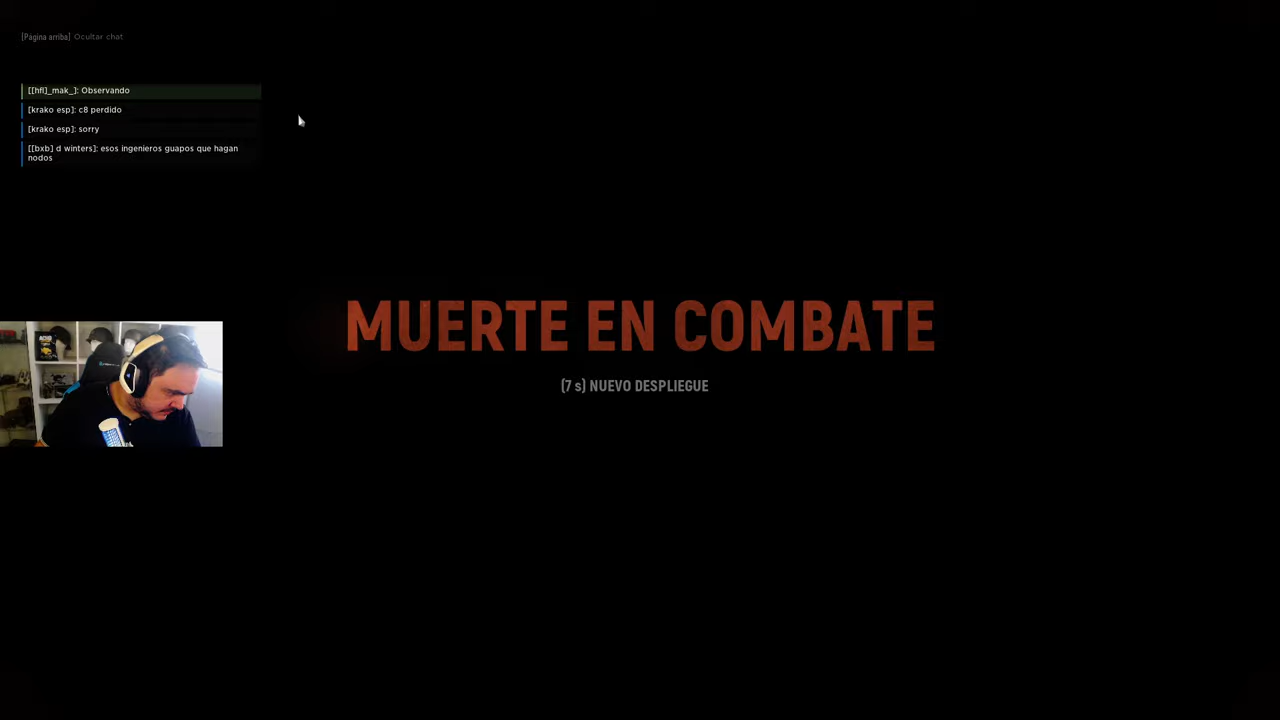 [Página arriba] Ocultar chat
[[hfl]_mak_]: Observando
[krako esp]: c8 perdido
[krako esp]: sorry
[[bxb] d winters]: esos ingenieros guapos que hagan
nodos
MUERTE EN COMBATE
(7 s) NUEVO DESPLIEGUE